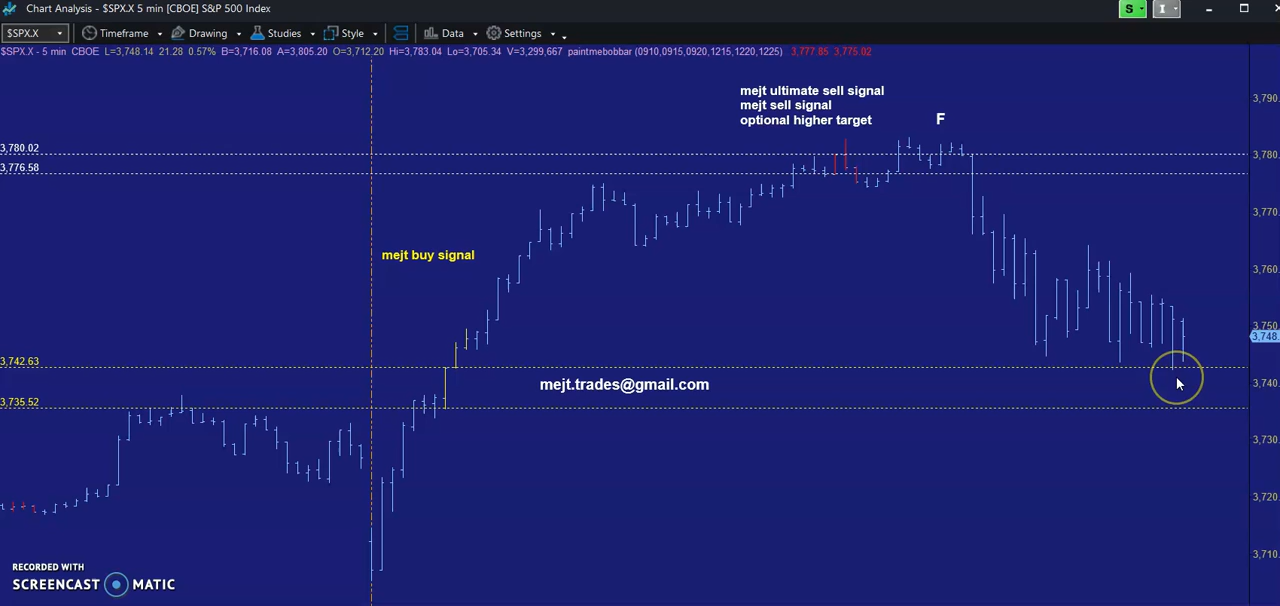 Chart Analysis - $SPX.X 5 min [CBOE] S&P 500 Index
S
I
$SPX.X
Timeframe
Drawing
Studies
Style
Data
Settings
$SPX.X - 5 min CBOE L=3,748.14 21.28 0.57% B=3,716.08 A=3,805.20 O=3,712.20 Hi=3,783.04 Lo=3,705.34 V=3,299,667 paintmebobbar (0910,0915,0920,1215,1220,1225) 3,777.85 3,775.02
mejt ultimate sell signal
mejt sell signal
optional higher target
F
3,790.
3,780.02
3,780.
3,776.58
3,770.
mejt buy signal
3,760.
3,750.
3,748.
3,742.63
mejt.trades@gmail.com
3,740.
3,735.52
3,730.
3,720.
3,710.
RECORDED WITH
SCREENCAST MATIC